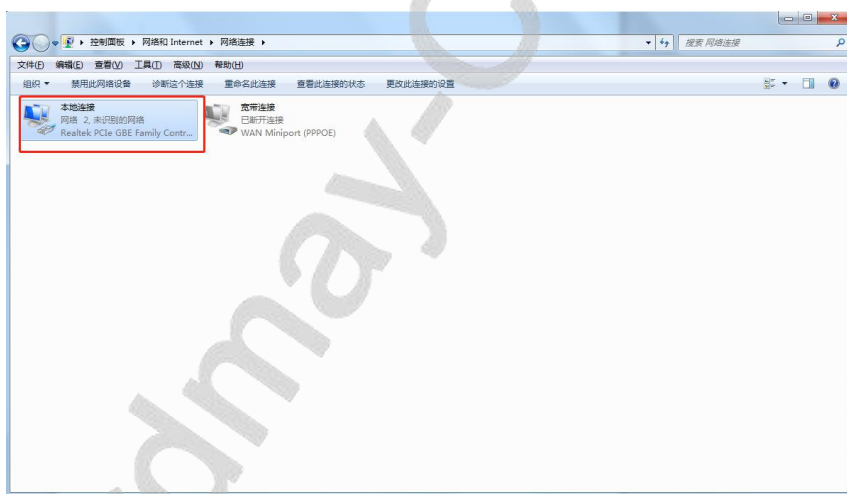 控制面板 ▸ 网络和 Internet ▸ 网络连接 ▸
搜索 网络连接
文件(F) 编辑(E) 查看(V) 工具(T) 高级(N) 帮助(H)
组织 ▾ 禁用此网络设备 诊断这个连接 重命名此连接 查看此连接的状态 更改此连接的设置
本地连接
网络 2, 未识别的网络
Realtek PCIe GBE Family Contr...
宽带连接
已断开连接
WAN Miniport (PPPOE)
dmay-c